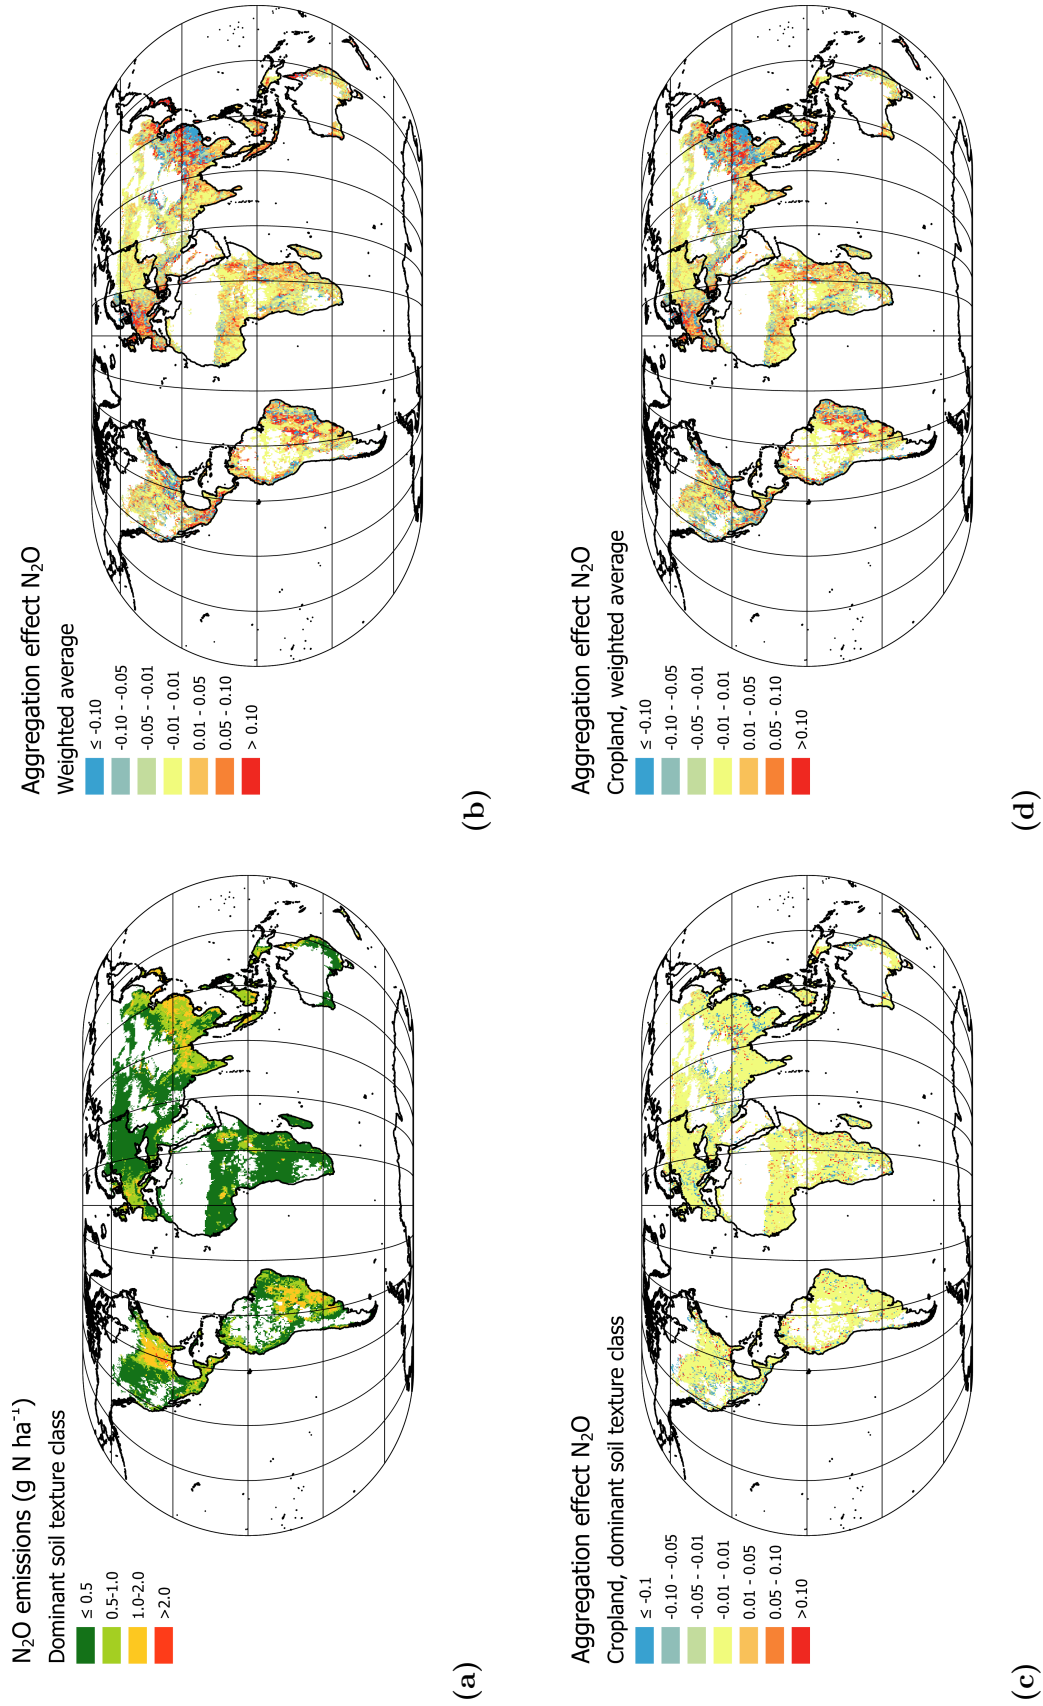 N₂O emissions (g N ha⁻¹)
Dominant soil texture class
≤ 0.5
0.5-1.0
1.0-2.0
>2.0
(a)
Aggregation effect N₂O
Weighted average
≤ -0.10
-0.10 - -0.05
-0.05 - -0.01
-0.01 - 0.01
0.01 - 0.05
0.05 - 0.10
> 0.10
(b)
Aggregation effect N₂O
Cropland, dominant soil texture class
≤ -0.1
-0.10 - -0.05
-0.05 - -0.01
-0.01 - 0.01
0.01 - 0.05
0.05 - 0.10
>0.10
(c)
Aggregation effect N₂O
Cropland, weighted average
≤ -0.10
-0.10 - -0.05
-0.05 - -0.01
-0.01 - 0.01
0.01 - 0.05
0.05 - 0.10
>0.10
(d)